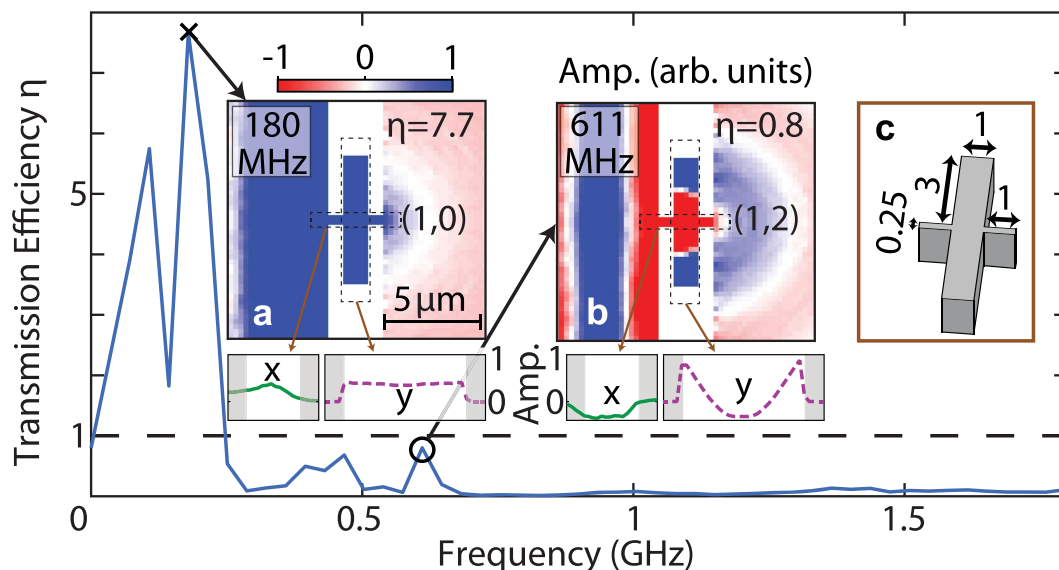 Transmission Efficiency η
5
1
-1 0 1
Amp. (arb. units)
180
MHz
η=7.7
(1,0)
a
5 μm
611
MHz
η=0.8
(1,2)
b
c
1
3
1
0.25
x
y
1
0
Amp.
1
0
x
y
0 0.5 1 1.5
Frequency (GHz)